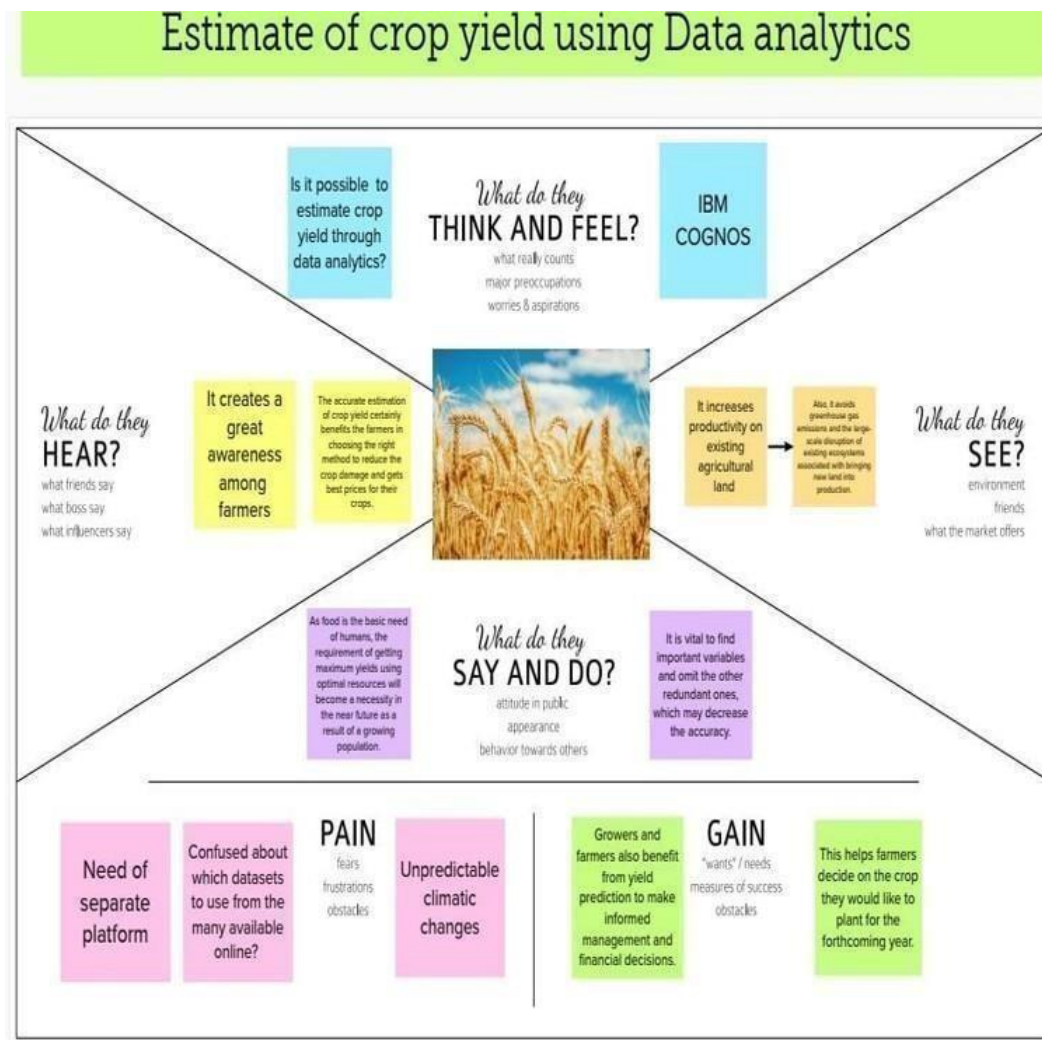 Estimate of crop yield using Data analytics
Is it possible to
estimate crop
yield through
data analytics?
What do they
THINK AND FEEL?
what really counts
major preoccupations
worries & aspirations
IBM
COGNOS
What do they
HEAR?
what friends say
what boss say
what influencers say
It creates a
great
awareness
among
farmers
The accurate estimation
of crop yield certainly
benefits the farmers in
choosing the right
method to reduce the
crop damage and gets
best prices for their
crops.
It increases
productivity on
existing
agricultural
land
Also, it avoids
greenhouse gas
emissions and the large-
scale disruption of
existing ecosystems
associated with bringing
new land into
production.
What do they
SEE?
environment
friends
what the market offers
As food is the basic need
of humans, the
requirement of getting
maximum yields using
optimal resources will
become a necessity in
the near future as a
result of a growing
population.
What do they
SAY AND DO?
attitude in public
appearance
behavior towards others
It is vital to find
important variables
and omit the other
redundant ones,
which may decrease
the accuracy.
Need of
separate
platform
Confused about
which datasets
to use from the
many available
online?
PAIN
fears
frustrations
obstacles
Unpredictable
climatic
changes
Growers and
farmers also benefit
from yield
prediction to make
informed
management and
financial decisions.
GAIN
"wants" / needs
measures of success
obstacles
This helps farmers
decide on the crop
they would like to
plant for the
forthcoming year.